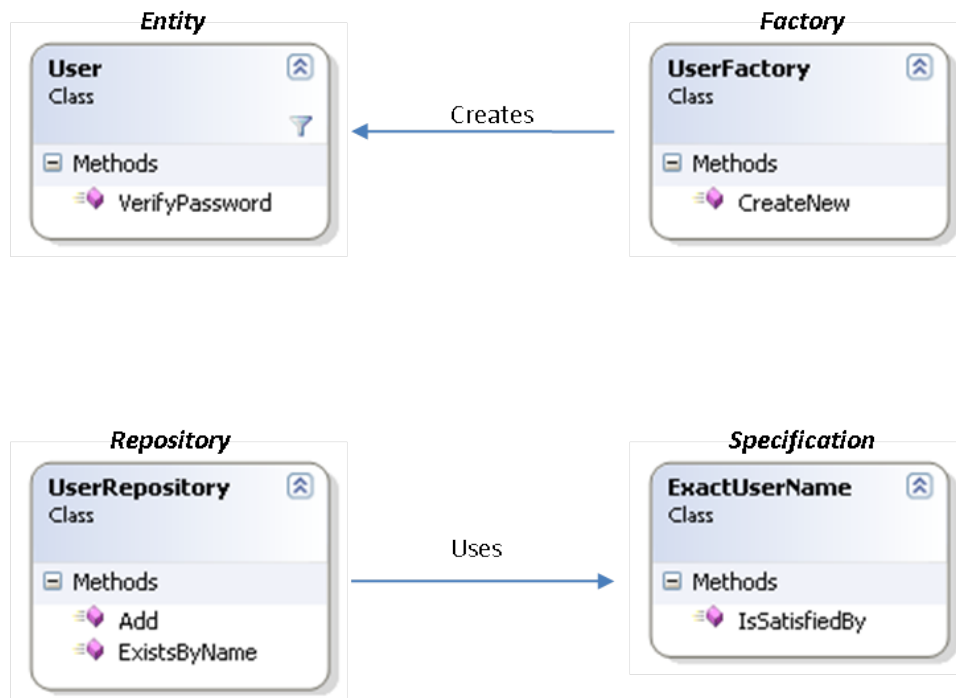 Entity
User
Class
Methods
VerifyPassword
Creates
Factory
UserFactory
Class
Methods
CreateNew
Repository
UserRepository
Class
Methods
Add
ExistsByName
Uses
Specification
ExactUserName
Class
Methods
IsSatisfiedBy